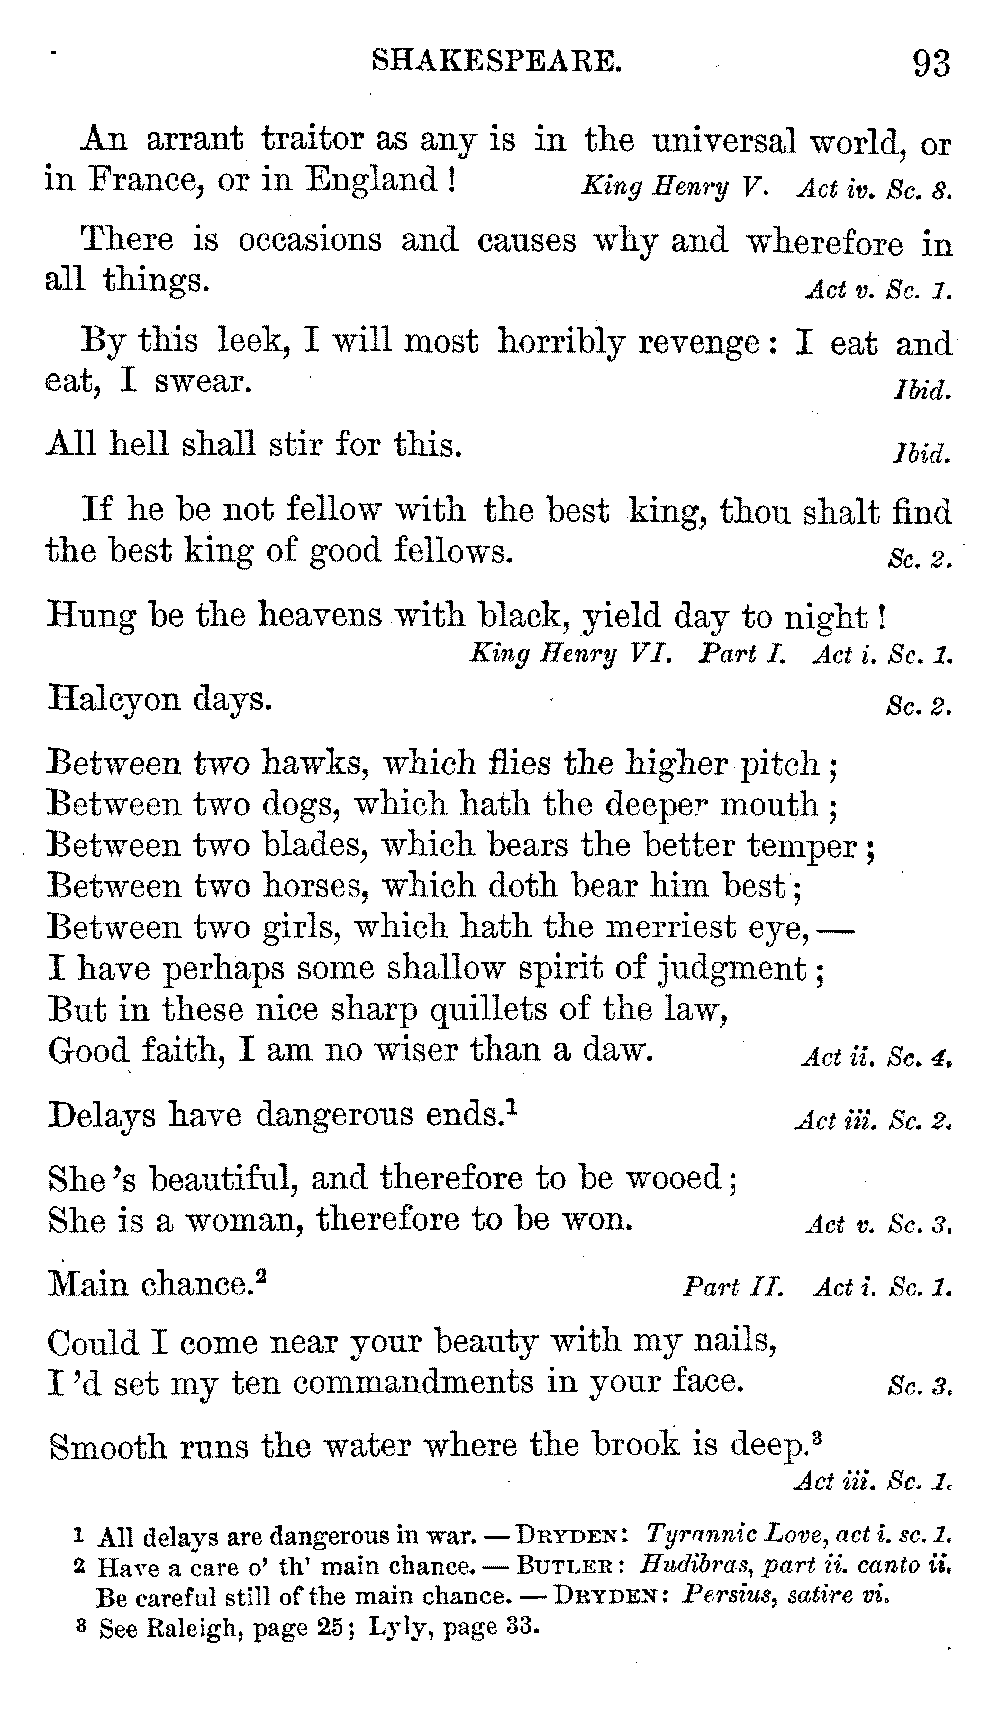 SHAKESPEARE. 93
An arrant traitor as any is in the universal world, or
in France, or in England! King Henry V. Act iv. Sc. 8.
There is occasions and causes why and wherefore in
all things. Act v. Sc. 1.
By this leek, I will most horribly revenge: I eat and
eat, I swear. Ibid.
All hell shall stir for this. Ibid.
If he be not fellow with the best king, thou shalt find
the best king of good fellows. Sc. 2.
Hung be the heavens with black, yield day to night!
King Henry VI. Part I. Act i. Sc. 1.
Halcyon days. Sc. 2.
Between two hawks, which flies the higher pitch;
Between two dogs, which hath the deeper mouth;
Between two blades, which bears the better temper;
Between two horses, which doth bear him best;
Between two girls, which hath the merriest eye,—
I have perhaps some shallow spirit of judgment;
But in these nice sharp quillets of the law,
Good faith, I am no wiser than a daw. Act ii. Sc. 4.
Delays have dangerous ends.¹ Act iii. Sc. 2.
She's beautiful, and therefore to be wooed;
She is a woman, therefore to be won. Act v. Sc. 3.
Main chance.² Part II. Act i. Sc. 1.
Could I come near your beauty with my nails,
I'd set my ten commandments in your face. Sc. 3.
Smooth runs the water where the brook is deep.³
Act iii. Sc. 1.
1 All delays are dangerous in war. — DRYDEN: Tyrannic Love, act i. sc. 1.
2 Have a care o' th' main chance. — BUTLER: Hudibras, part ii. canto ii.
Be careful still of the main chance. — DRYDEN: Persius, satire vi.
3 See Raleigh, page 25; Lyly, page 33.